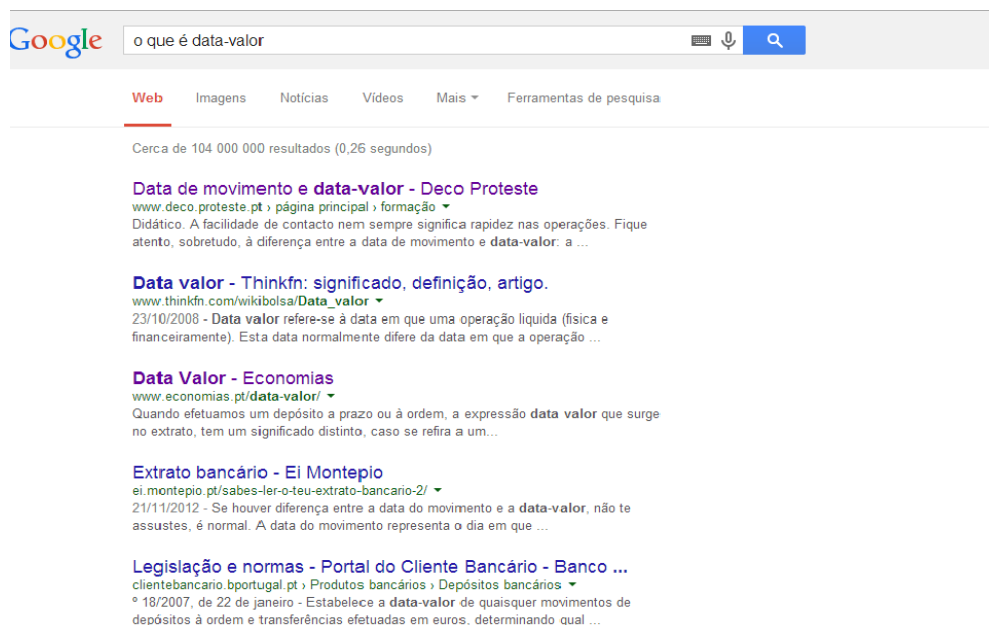 Google
o que é data-valor
Web Imagens Notícias Vídeos Mais Ferramentas de pesquisa
Cerca de 104 000 000 resultados (0,26 segundos)
Data de movimento e data-valor - Deco Proteste
www.deco.proteste.pt › página principal › formação
Didático. A facilidade de contacto nem sempre significa rapidez nas operações. Fique
atento, sobretudo, à diferença entre a data de movimento e data-valor: a ...
Data valor - Thinkfn: significado, definição, artigo.
www.thinkfn.com/wikibolsa/Data_valor
23/10/2008 - Data valor refere-se à data em que uma operação liquida (fisica e
financeiramente). Esta data normalmente difere da data em que a operação ...
Data Valor - Economias
www.economias.pt/data-valor/
Quando efetuamos um depósito a prazo ou à ordem, a expressão data valor que surge
no extrato, tem um significado distinto, caso se refira a um...
Extrato bancário - Ei Montepio
ei.montepio.pt/sabes-ler-o-teu-extrato-bancario-2/
21/11/2012 - Se houver diferença entre a data do movimento e a data-valor, não te
assustes, é normal. A data do movimento representa o dia em que ...
Legislação e normas - Portal do Cliente Bancário - Banco ...
clientebancario.bportugal.pt › Produtos bancários › Depósitos bancários
º 18/2007, de 22 de janeiro - Estabelece a data-valor de quaisquer movimentos de
depósitos à ordem e transferências efetuadas em euros, determinando qual ...